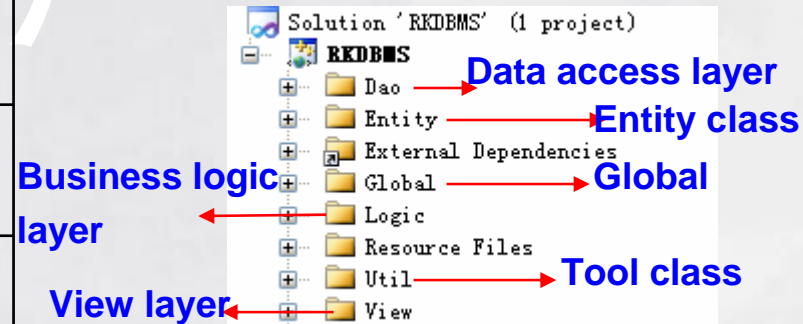 Solution 'RKDBMS' (1 project)
RKDBMS
Dao
Data access layer
Entity
Entity class
External Dependencies
Business logic
layer
Global
Global
Logic
Resource Files
Util
Tool class
View layer
View